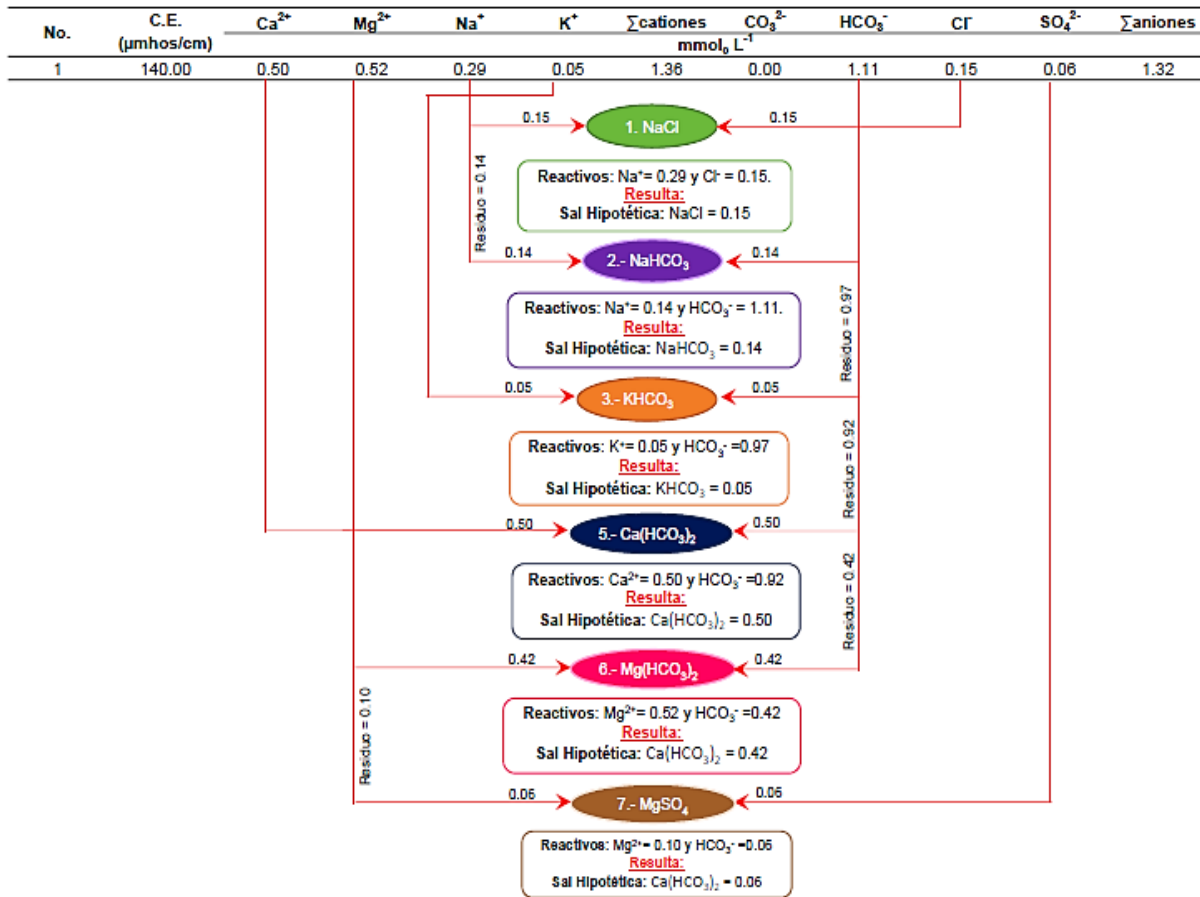 No. C.E. (µmhos/cm) Ca²⁺ Mg²⁺ Na⁺ K⁺ ∑cationes CO₃²⁻ HCO₃⁻ Cl⁻ SO₄²⁻ ∑aniones
mmol₀ L⁻¹
1 140.00 0.50 0.52 0.29 0.05 1.36 0.00 1.11 0.15 0.06 1.32
0.15 1. NaCl 0.15
Residuo = 0.14
Reactivos: Na⁺= 0.29 y Cl⁻ = 0.15.
Resulta:
Sal Hipotética: NaCl = 0.15
0.14 2.- NaHCO₃ 0.14
Residuo = 0.97
Reactivos: Na⁺= 0.14 y HCO₃⁻ = 1.11.
Resulta:
Sal Hipotética: NaHCO₃ = 0.14
0.05 3.- KHCO₃ 0.05
Residuo = 0.92
Reactivos: K⁺= 0.05 y HCO₃⁻ =0.97
Resulta:
Sal Hipotética: KHCO₃ = 0.05
0.50 5.- Ca(HCO₃)₂ 0.50
Residuo = 0.42
Reactivos: Ca²⁺= 0.50 y HCO₃⁻ =0.92
Resulta:
Sal Hipotética: Ca(HCO₃)₂ = 0.50
0.42 6.- Mg(HCO₃)₂ 0.42
Residuo = 0.10
Reactivos: Mg²⁺= 0.52 y HCO₃⁻ =0.42
Resulta:
Sal Hipotética: Ca(HCO₃)₂ = 0.42
0.06 7.- MgSO₄ 0.06
Reactivos: Mg²⁺= 0.10 y HCO₃⁻ =0.06
Resulta:
Sal Hipotética: Ca(HCO₃)₂ = 0.06